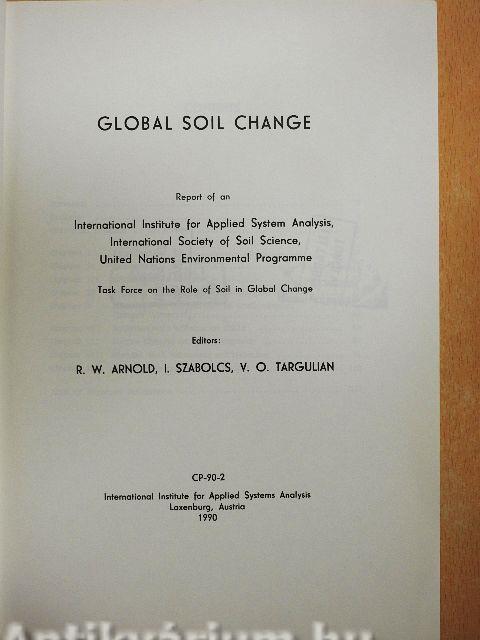 GLOBAL SOIL CHANGE
Report of an
International Institute for Applied System Analysis,
International Society of Soil Science,
United Nations Environmental Programme
Task Force on the Role of Soil in Global Change
Editors:
R. W. ARNOLD, I. SZABOLCS, V. O. TARGULIAN
CP-90-2
International Institute for Applied Systems Analysis
Laxenburg, Austria
1990
Antikvárium.hu